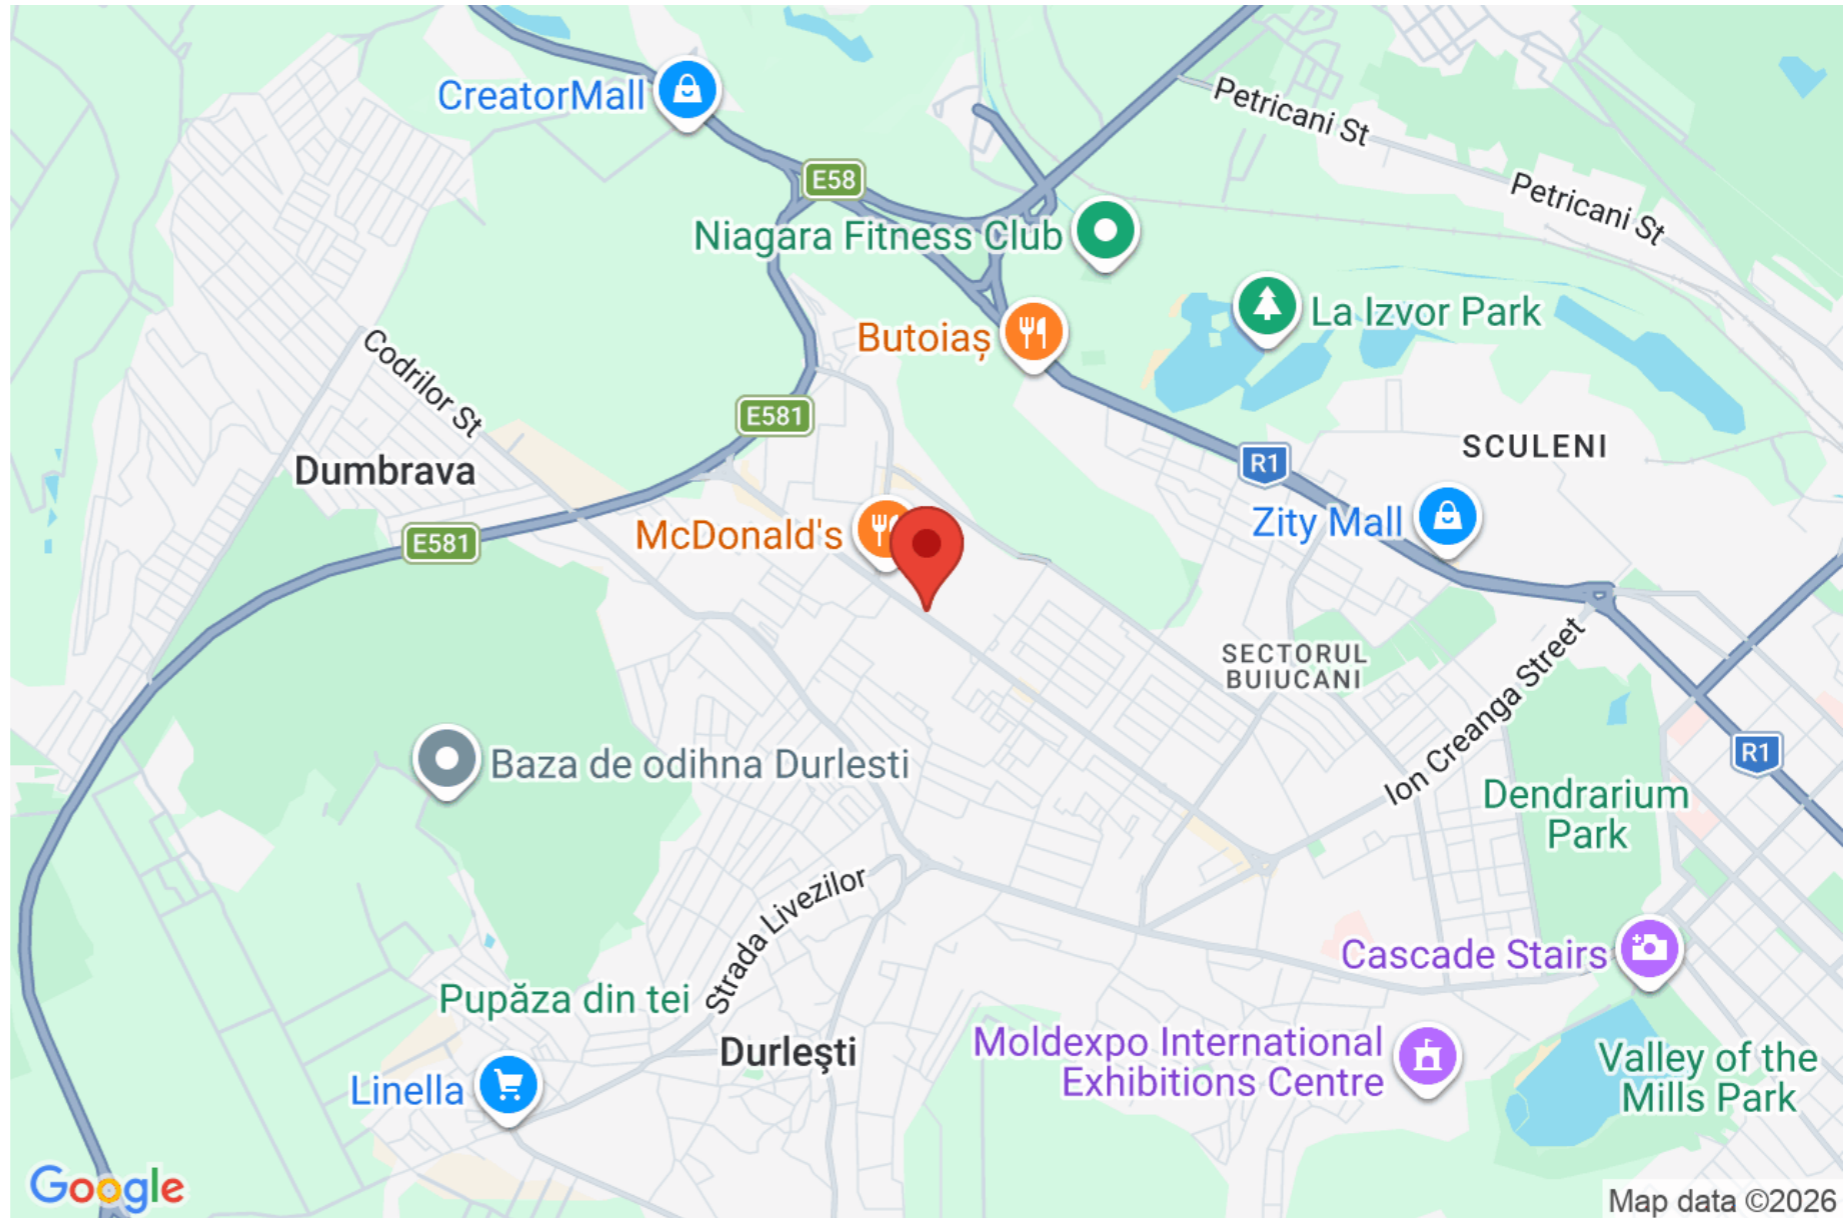 CreatorMall
Petricani St
E58
Petricani St
Niagara Fitness Club
La Izvor Park
Butoiaș
Codrilor St
E581
SCULENI
Dumbrava
R1
McDonald's
Zity Mall
E581
SECTORUL
BUIUCANI
Ion Creanga Street
R1
Baza de odihna Durlesti
Dendrarium
Park
Strada Livezilor
Cascade Stairs
Pupăza din tei
Durleşti
Moldexpo International
Exhibitions Centre
Valley of the
Mills Park
Linella
Google
Map data ©2026